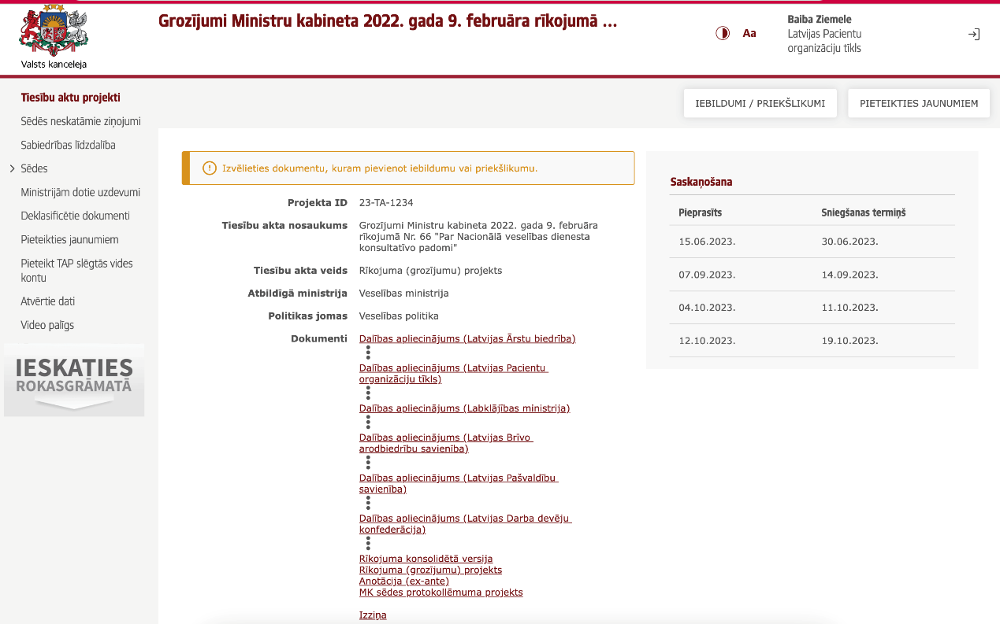 Grozījumi Ministru kabineta 2022. gada 9. februāra rīkojumā ...
Aa
Baiba Ziemele
Latvijas Pacientu
organizāciju tīkls
Valsts kanceleja
Tiesību aktu projekti
Sēdēs neskatāmie ziņojumi
Sabiedrības līdzdalība
Sēdes
Ministrijām dotie uzdevumi
Deklasificētie dokumenti
Pieteikties jaunumiem
Pieteikt TAP slēgtās vides
kontu
Atvērtie dati
Video palīgs
IESKATIES
ROKASGRĀMATĀ
IEBILDUMI / PRIEKŠLIKUMI
PIETEIKTIES JAUNUMIEM
Izvēlieties dokumentu, kuram pievienot iebildumu vai priekšlikumu.
Projekta ID 23-TA-1234
Tiesību akta nosaukums Grozījumi Ministru kabineta 2022. gada 9. februāra
rīkojumā Nr. 66 "Par Nacionālā veselības dienesta
konsultatīvo padomi"
Tiesību akta veids Rīkojuma (grozījumu) projekts
Atbildīgā ministrija Veselības ministrija
Politikas jomas Veselības politika
Dokumenti Dalības apliecinājums (Latvijas Ārstu biedrība)
Dalības apliecinājums (Latvijas Pacientu
organizāciju tīkls)
Dalības apliecinājums (Labklājības ministrija)
Dalības apliecinājums (Latvijas Brīvo
arodbiedrību savienība)
Dalības apliecinājums (Latvijas Pašvaldību
savienība)
Dalības apliecinājums (Latvijas Darba devēju
konfederācija)
Rīkojuma konsolidētā versija
Rīkojuma (grozījumu) projekts
Anotācija (ex-ante)
MK sēdes protokollēmuma projekts
Izziņa
Saskaņošana
Pieprasīts Sniegšanas termiņš
15.06.2023. 30.06.2023.
07.09.2023. 14.09.2023.
04.10.2023. 11.10.2023.
12.10.2023. 19.10.2023.